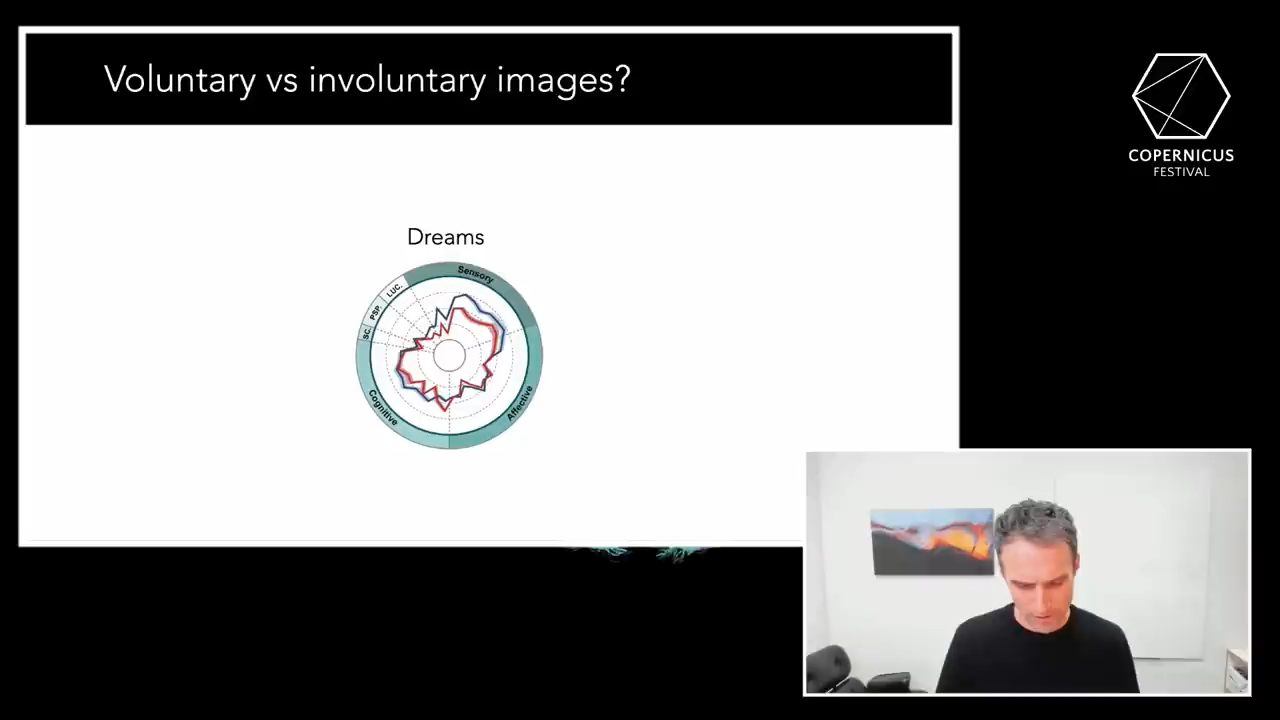 Voluntary vs involuntary images?
COPERNICUS
FESTIVAL
Dreams
Sensory
LUC.
PSP.
SC.
Cognitive
Affective